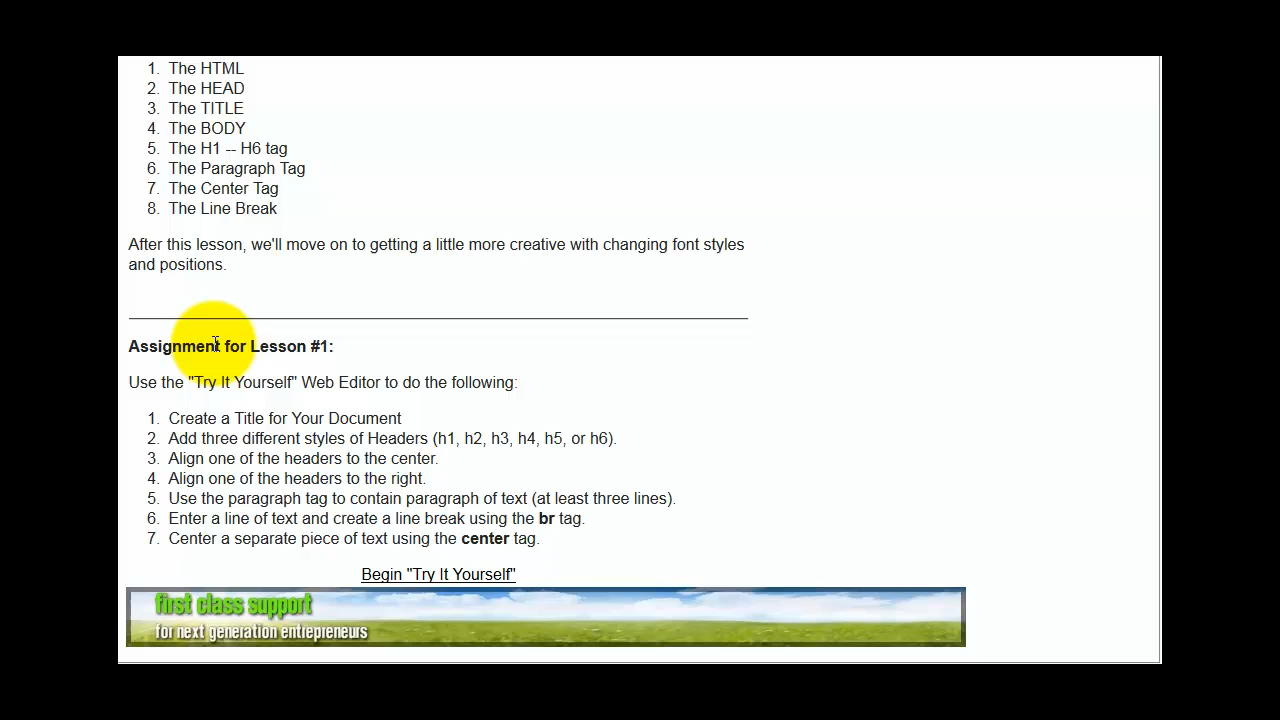 1. The HTML
2. The HEAD
3. The TITLE
4. The BODY
5. The H1 -- H6 tag
6. The Paragraph Tag
7. The Center Tag
8. The Line Break
After this lesson, we'll move on to getting a little more creative with changing font styles
and positions.
Assignment for Lesson #1:
Use the "Try It Yourself" Web Editor to do the following:
1. Create a Title for Your Document
2. Add three different styles of Headers (h1, h2, h3, h4, h5, or h6).
3. Align one of the headers to the center.
4. Align one of the headers to the right.
5. Use the paragraph tag to contain paragraph of text (at least three lines).
6. Enter a line of text and create a line break using the br tag.
7. Center a separate piece of text using the center tag.
Begin "Try It Yourself"
first class support
for next generation entrepreneurs